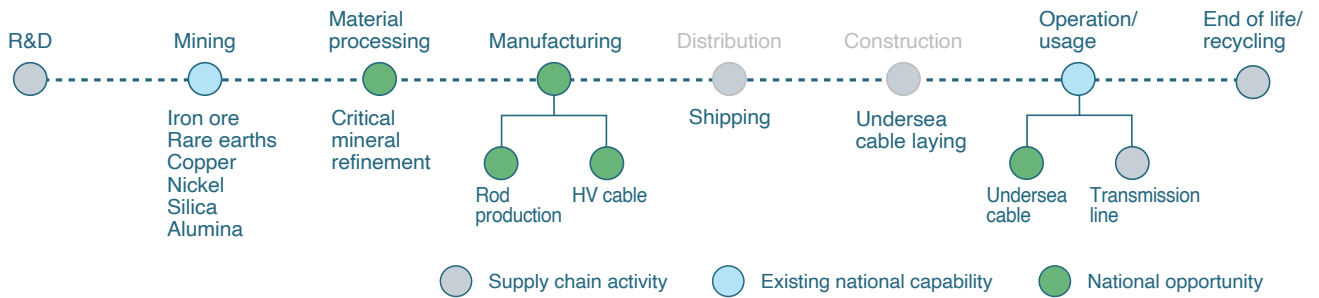 R&D
Mining
Material
processing
Manufacturing
Distribution
Construction
Operation/
usage
End of life/
recycling
Iron ore
Rare earths
Copper
Nickel
Silica
Alumina
Critical
mineral
refinement
Rod
production
HV cable
Shipping
Undersea
cable laying
Undersea
cable
Transmission
line
Supply chain activity
Existing national capability
National opportunity